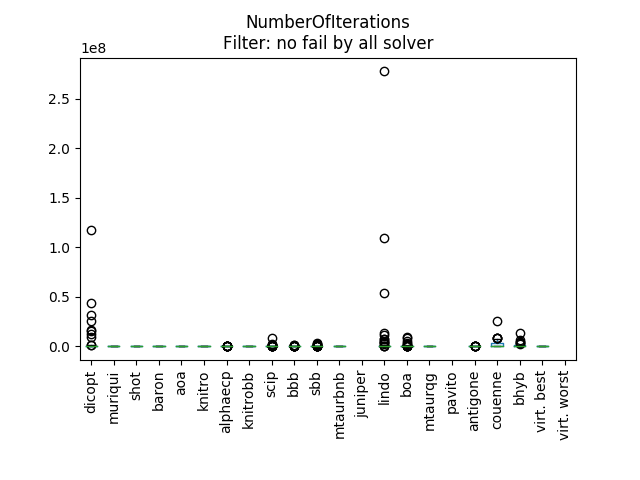 NumberOfIterations
Filter: no fail by all solver
1e8
2.5
2.0
1.5
1.0
0.5
0.0
dicopt
muriqui
shot
baron
aoa
knitro
alphaecp
knitrobb
scip
bbb
sbb
mtaurbnb
juniper
lindo
boa
mtaurqg
pavito
antigone
couenne
bhyb
virt. best
virt. worst